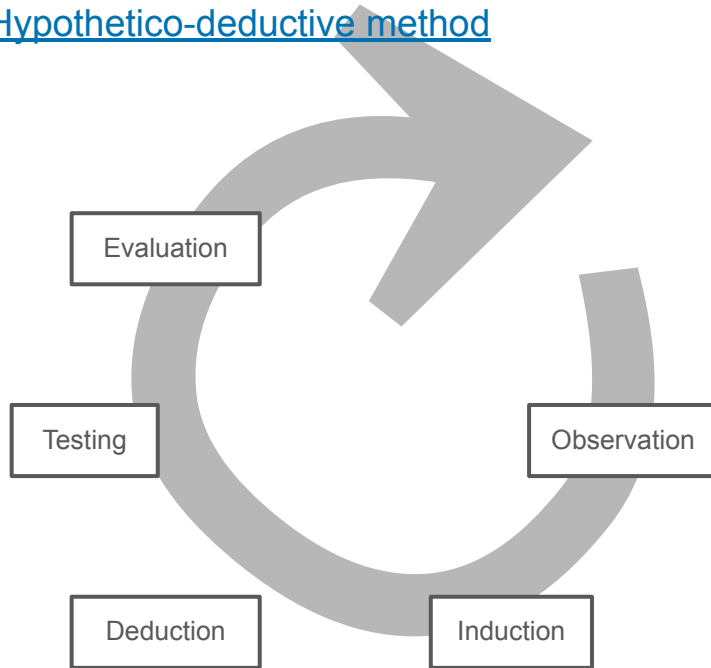 Hypothetico-deductive method
Evaluation
Testing
Observation
Deduction
Induction